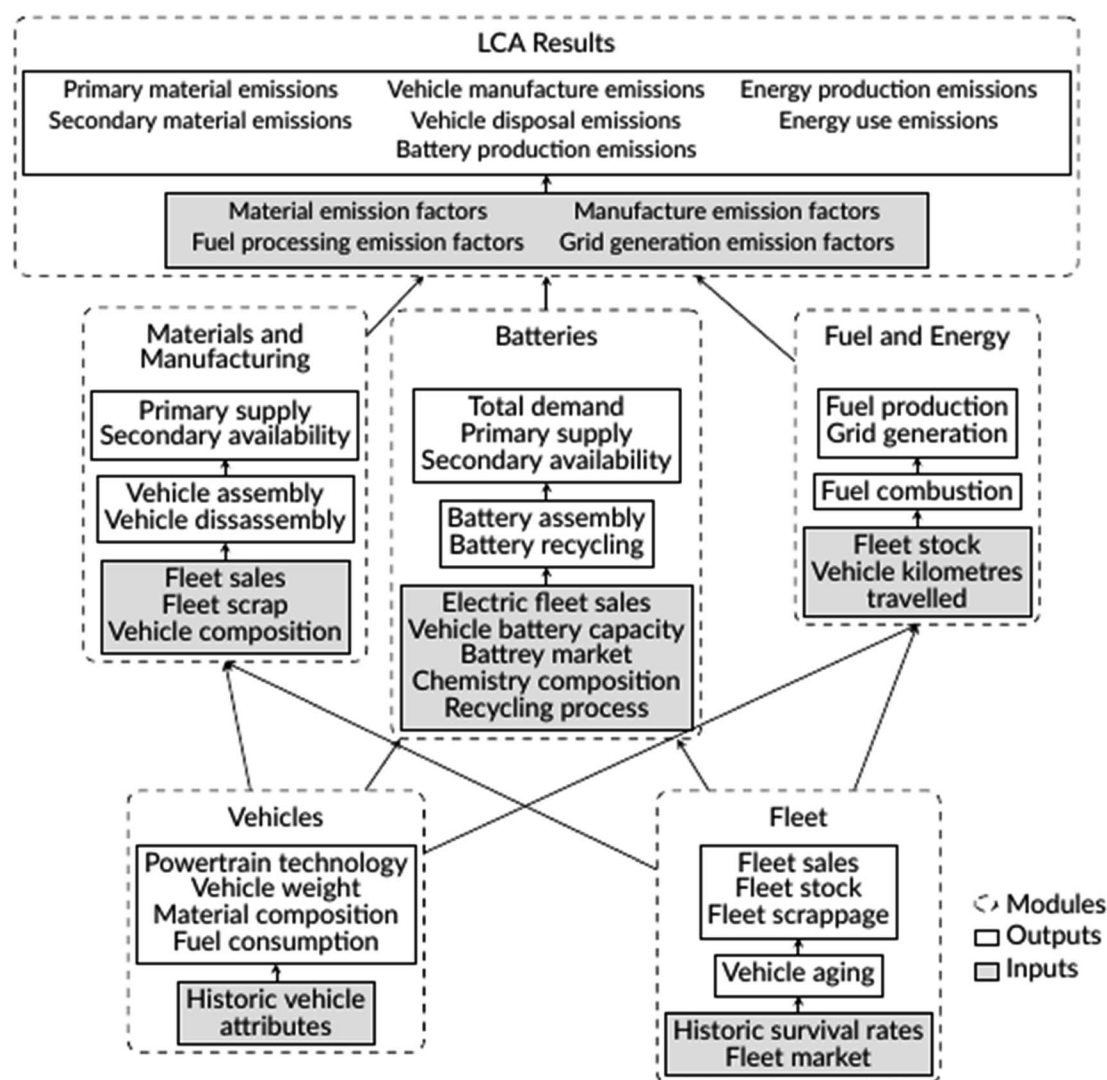 LCA Results
Primary material emissions
Secondary material emissions
Vehicle manufacture emissions
Vehicle disposal emissions
Battery production emissions
Energy production emissions
Energy use emissions
Material emission factors
Fuel processing emission factors
Manufacture emission factors
Grid generation emission factors
Materials and
Manufacturing
Primary supply
Secondary availability
Vehicle assembly
Vehicle dissassembly
Fleet sales
Fleet scrap
Vehicle composition
Batteries
Total demand
Primary supply
Secondary availability
Battery assembly
Battery recycling
Electric fleet sales
Vehicle battery capacity
Battrey market
Chemistry composition
Recycling process
Fuel and Energy
Fuel production
Grid generation
Fuel combustion
Fleet stock
Vehicle kilometres
travelled
Vehicles
Powertrain technology
Vehicle weight
Material composition
Fuel consumption
Historic vehicle
attributes
Fleet
Fleet sales
Fleet stock
Fleet scrappage
Vehicle aging
Historic survival rates
Fleet market
Modules
Outputs
Inputs